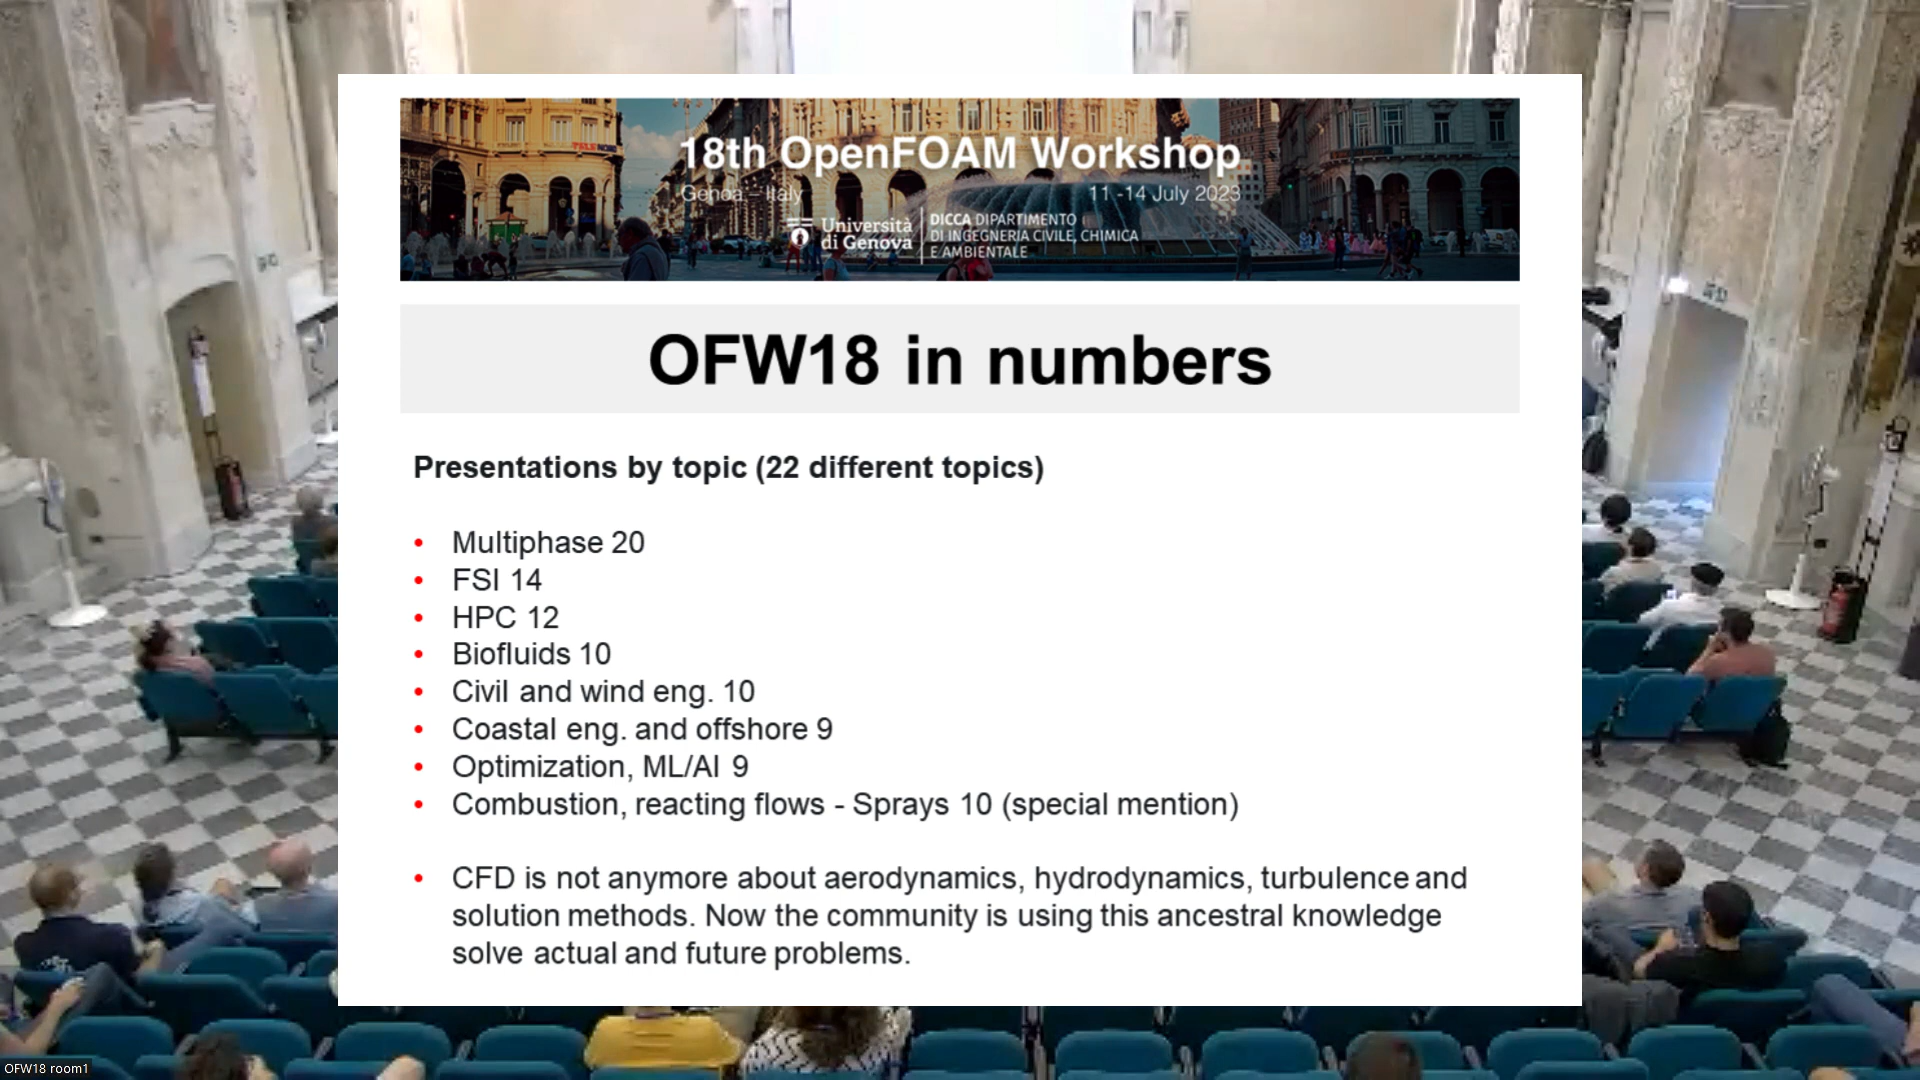 18th OpenFOAM Workshop
Genoa – Italy
11 -14 July 2023
Università
di Genova
DICCA DIPARTIMENTO
DI INGEGNERIA CIVILE, CHIMICA
E AMBIENTALE
OFW18 in numbers
Presentations by topic (22 different topics)
• Multiphase 20
• FSI 14
• HPC 12
• Biofluids 10
• Civil and wind eng. 10
• Coastal eng. and offshore 9
• Optimization, ML/AI 9
• Combustion, reacting flows - Sprays 10 (special mention)
• CFD is not anymore about aerodynamics, hydrodynamics, turbulence and
solution methods. Now the community is using this ancestral knowledge
solve actual and future problems.
OFW18 room1